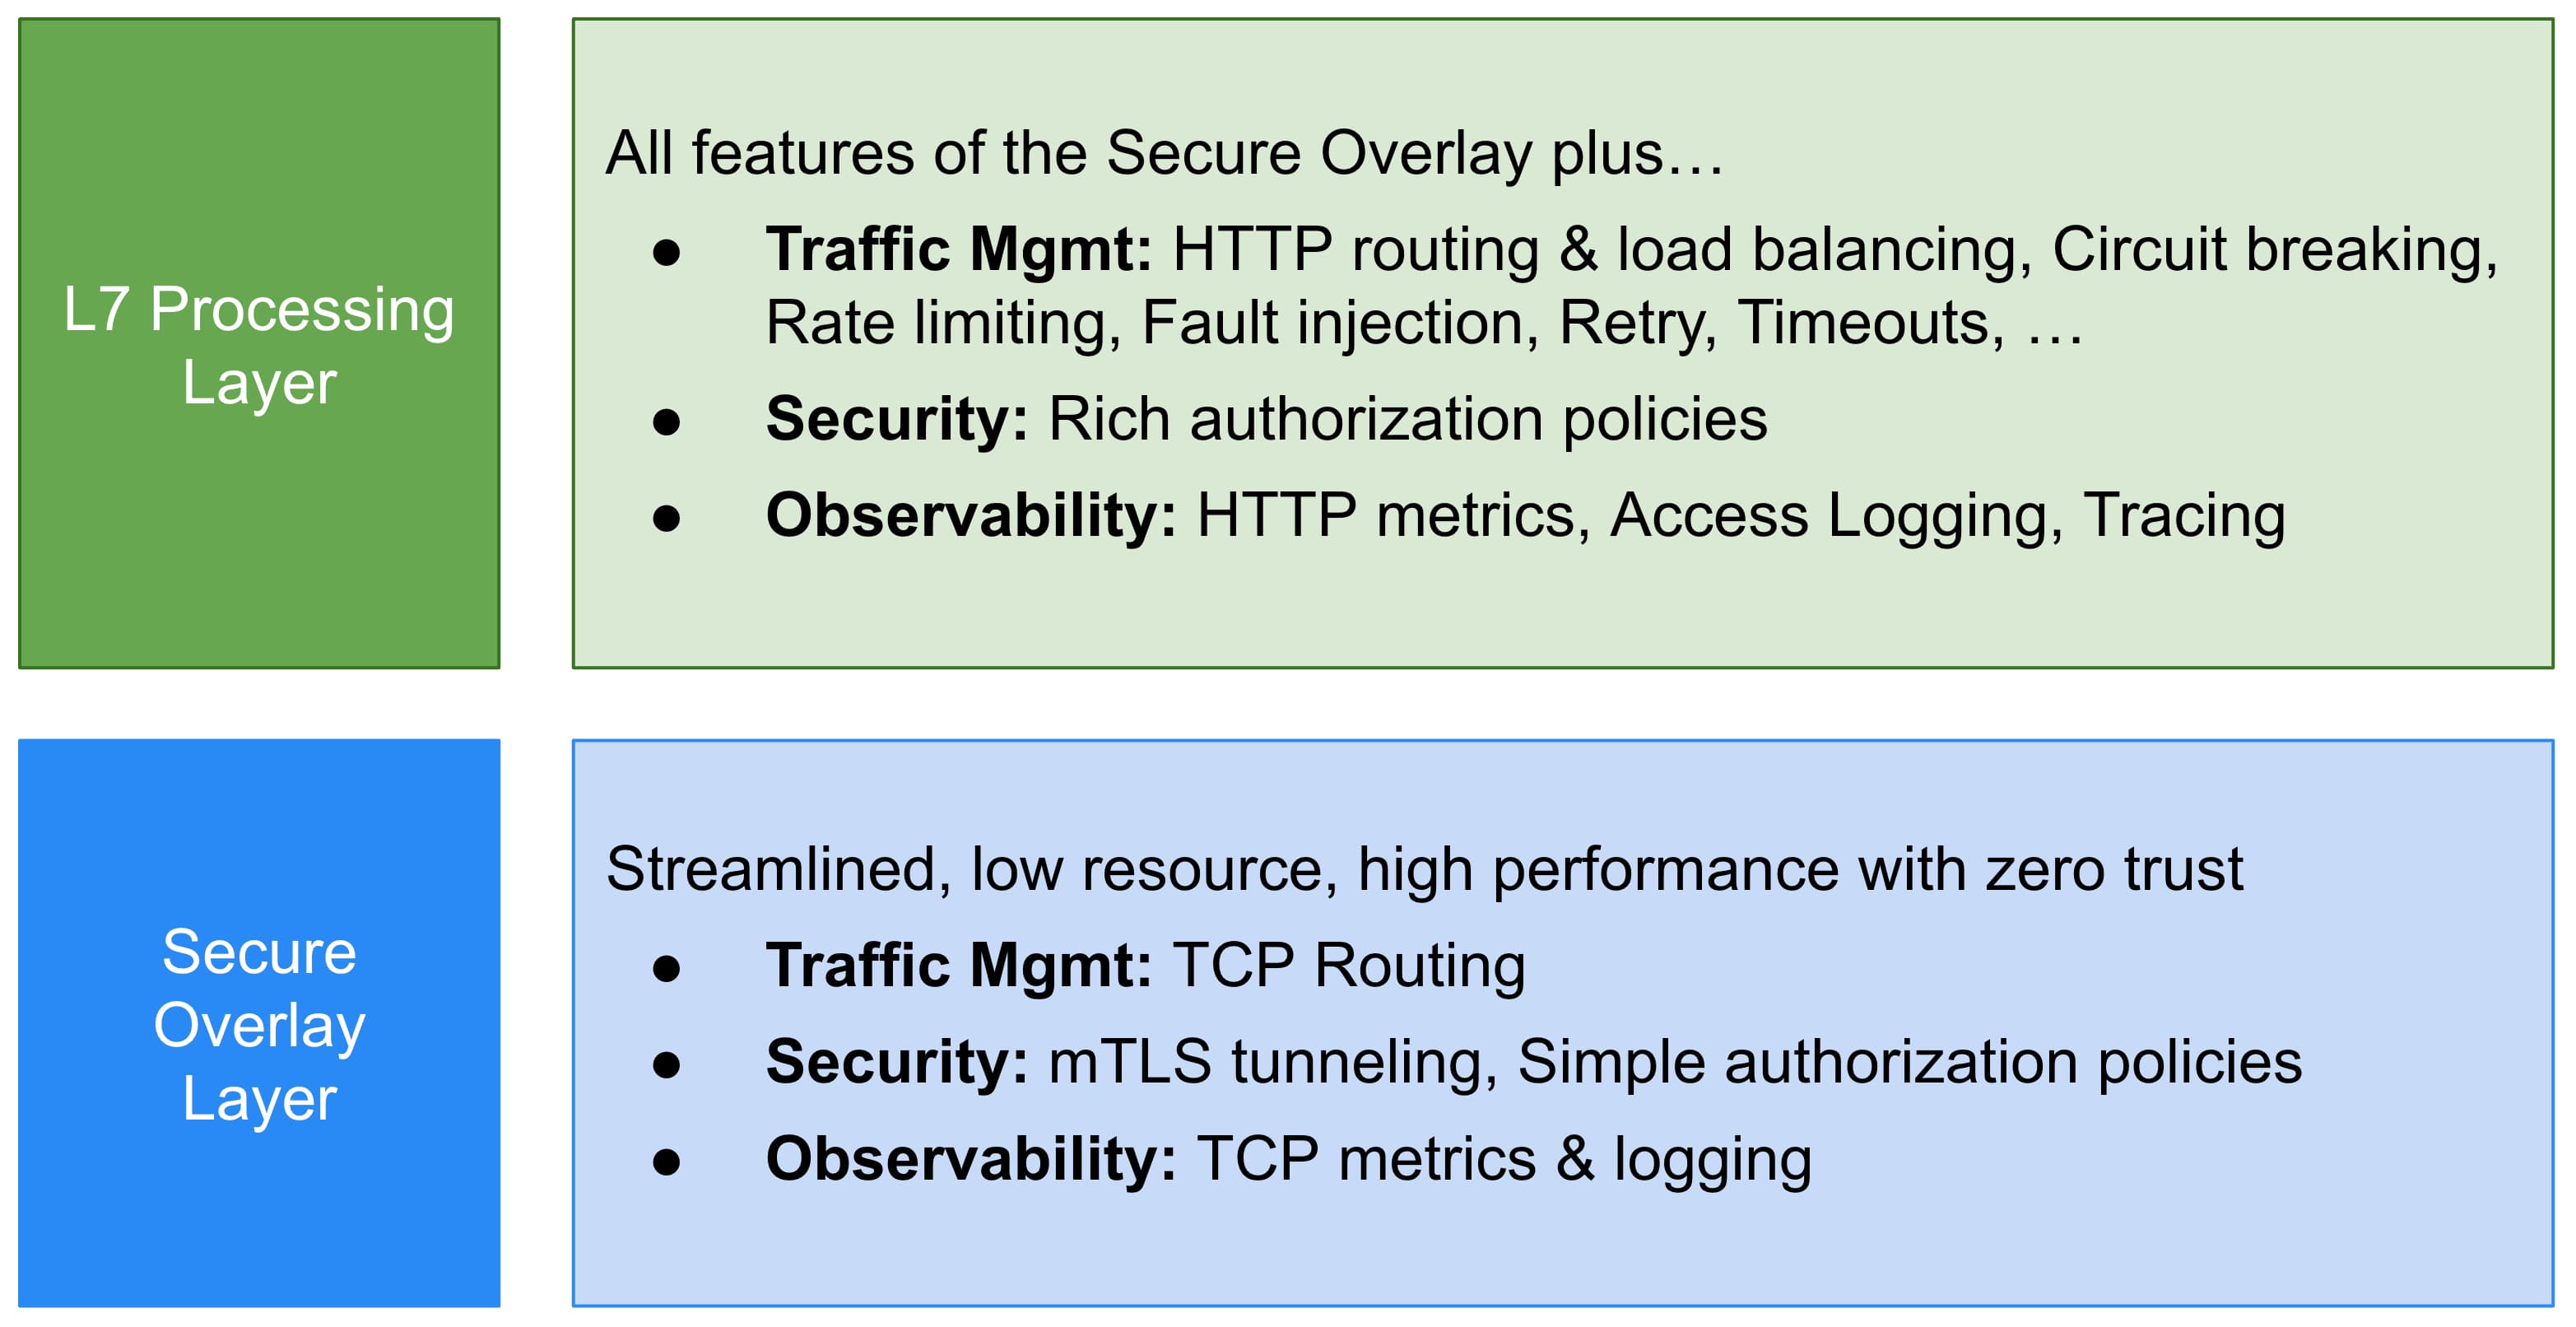 L7 Processing
Layer
All features of the Secure Overlay plus…
● Traffic Mgmt: HTTP routing & load balancing, Circuit breaking,
Rate limiting, Fault injection, Retry, Timeouts, …
● Security: Rich authorization policies
● Observability: HTTP metrics, Access Logging, Tracing
Secure
Overlay
Layer
Streamlined, low resource, high performance with zero trust
● Traffic Mgmt: TCP Routing
● Security: mTLS tunneling, Simple authorization policies
● Observability: TCP metrics & logging